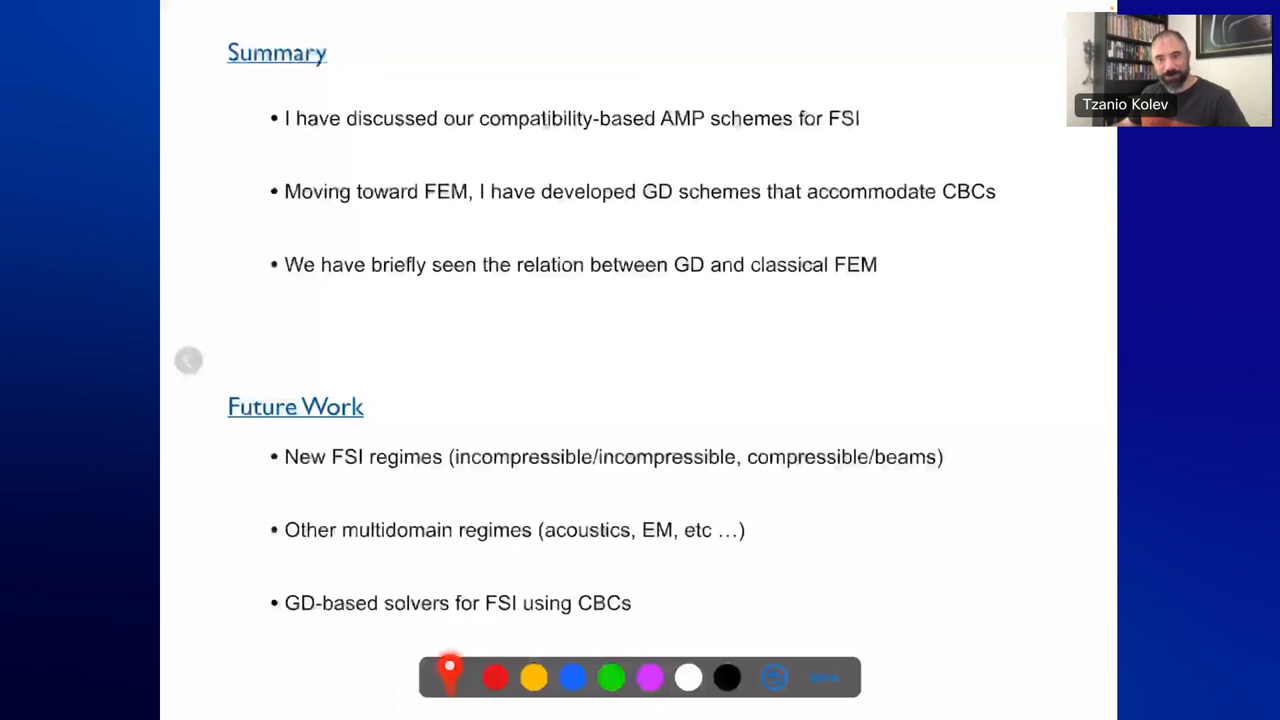 Summary
Tzanio Kolev
• I have discussed our compatibility-based AMP schemes for FSI
• Moving toward FEM, I have developed GD schemes that accommodate CBCs
• We have briefly seen the relation between GD and classical FEM
Future Work
• New FSI regimes (incompressible/incompressible, compressible/beams)
• Other multidomain regimes (acoustics, EM, etc …)
• GD-based solvers for FSI using CBCs